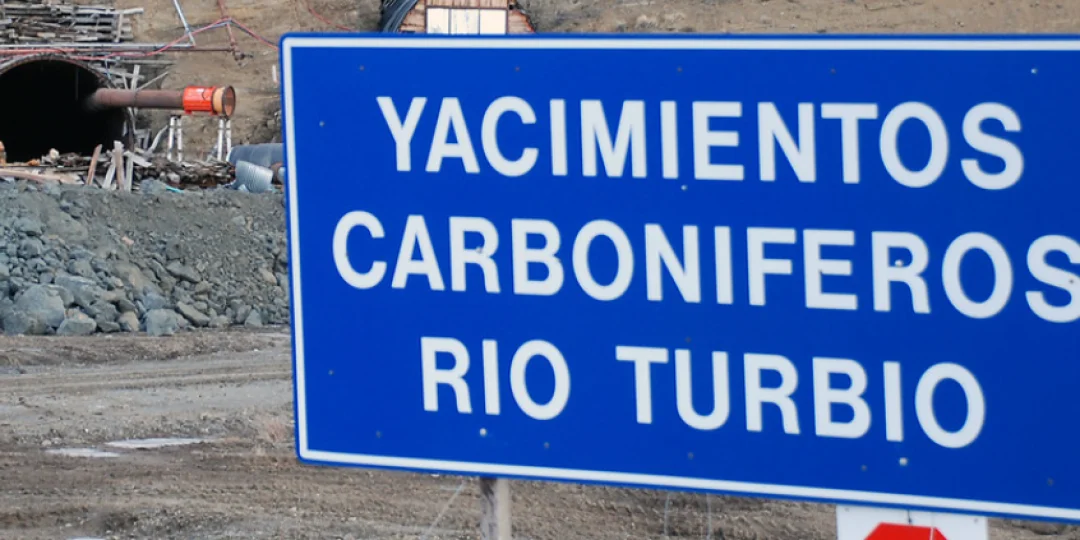 YACIMIENTOS
CARBONIFEROS
RIO TURBIO